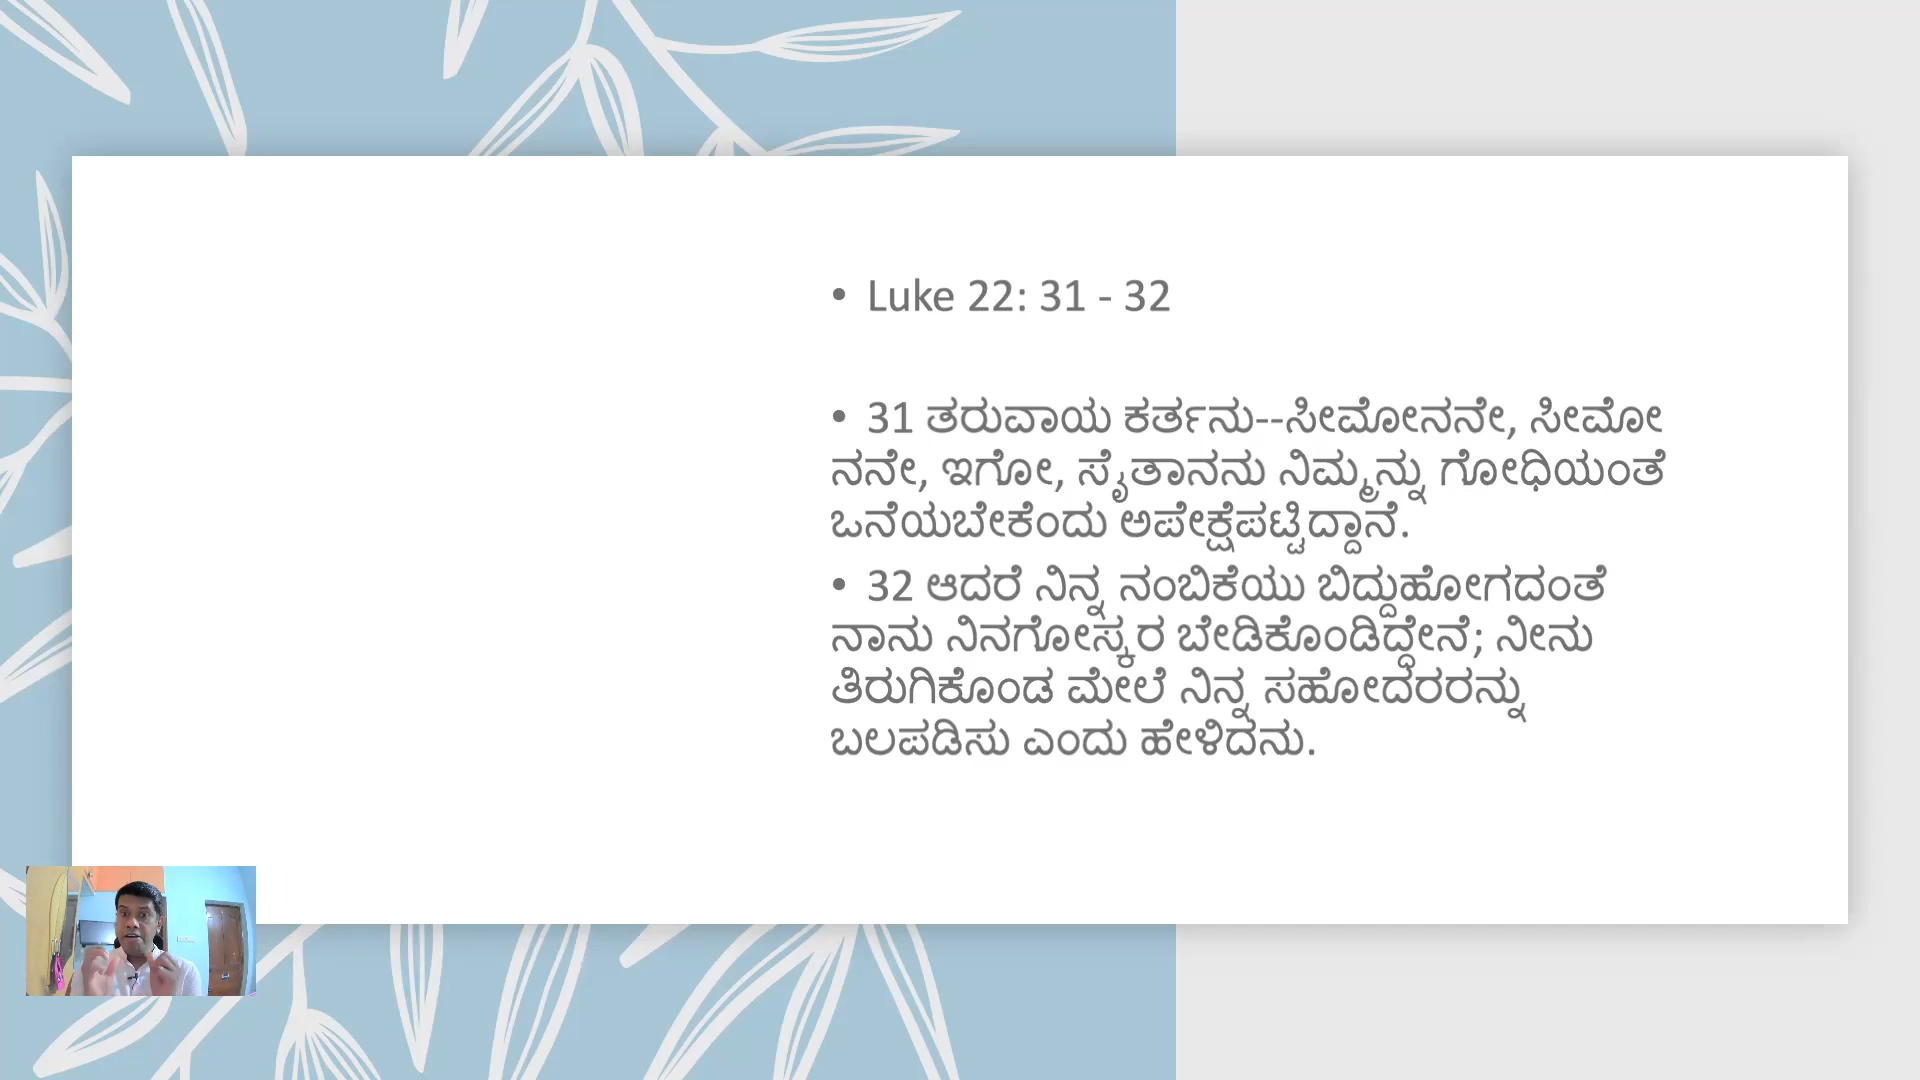 • Luke 22: 31 - 32
• 31 ತರುವಾಯ ಕರ್ತನು--ಸೀಮೋನನೇ, ಸೀಮೋ
ನನೇ, ಇಗೋ, ಸೈತಾನನು ನಿಮ್ಮನ್ನು ಗೋಧಿಯಂತೆ
ಒನೆಯಬೇಕೆಂದು ಅಪೇಕ್ಷೆಪಟ್ಟಿದ್ದಾನೆ.
• 32 ಆದರೆ ನಿನ್ನ ನಂಬಿಕೆಯು ಬಿದ್ದುಹೋಗದಂತೆ
ನಾನು ನಿನಗೋಸ್ಕರ ಬೇಡಿಕೊಂಡಿದ್ದೇನೆ; ನೀನು
ತಿರುಗಿಕೊಂಡ ಮೇಲೆ ನಿನ್ನ ಸಹೋದರರನ್ನು
ಬಲಪಡಿಸು ಎಂದು ಹೇಳಿದನು.